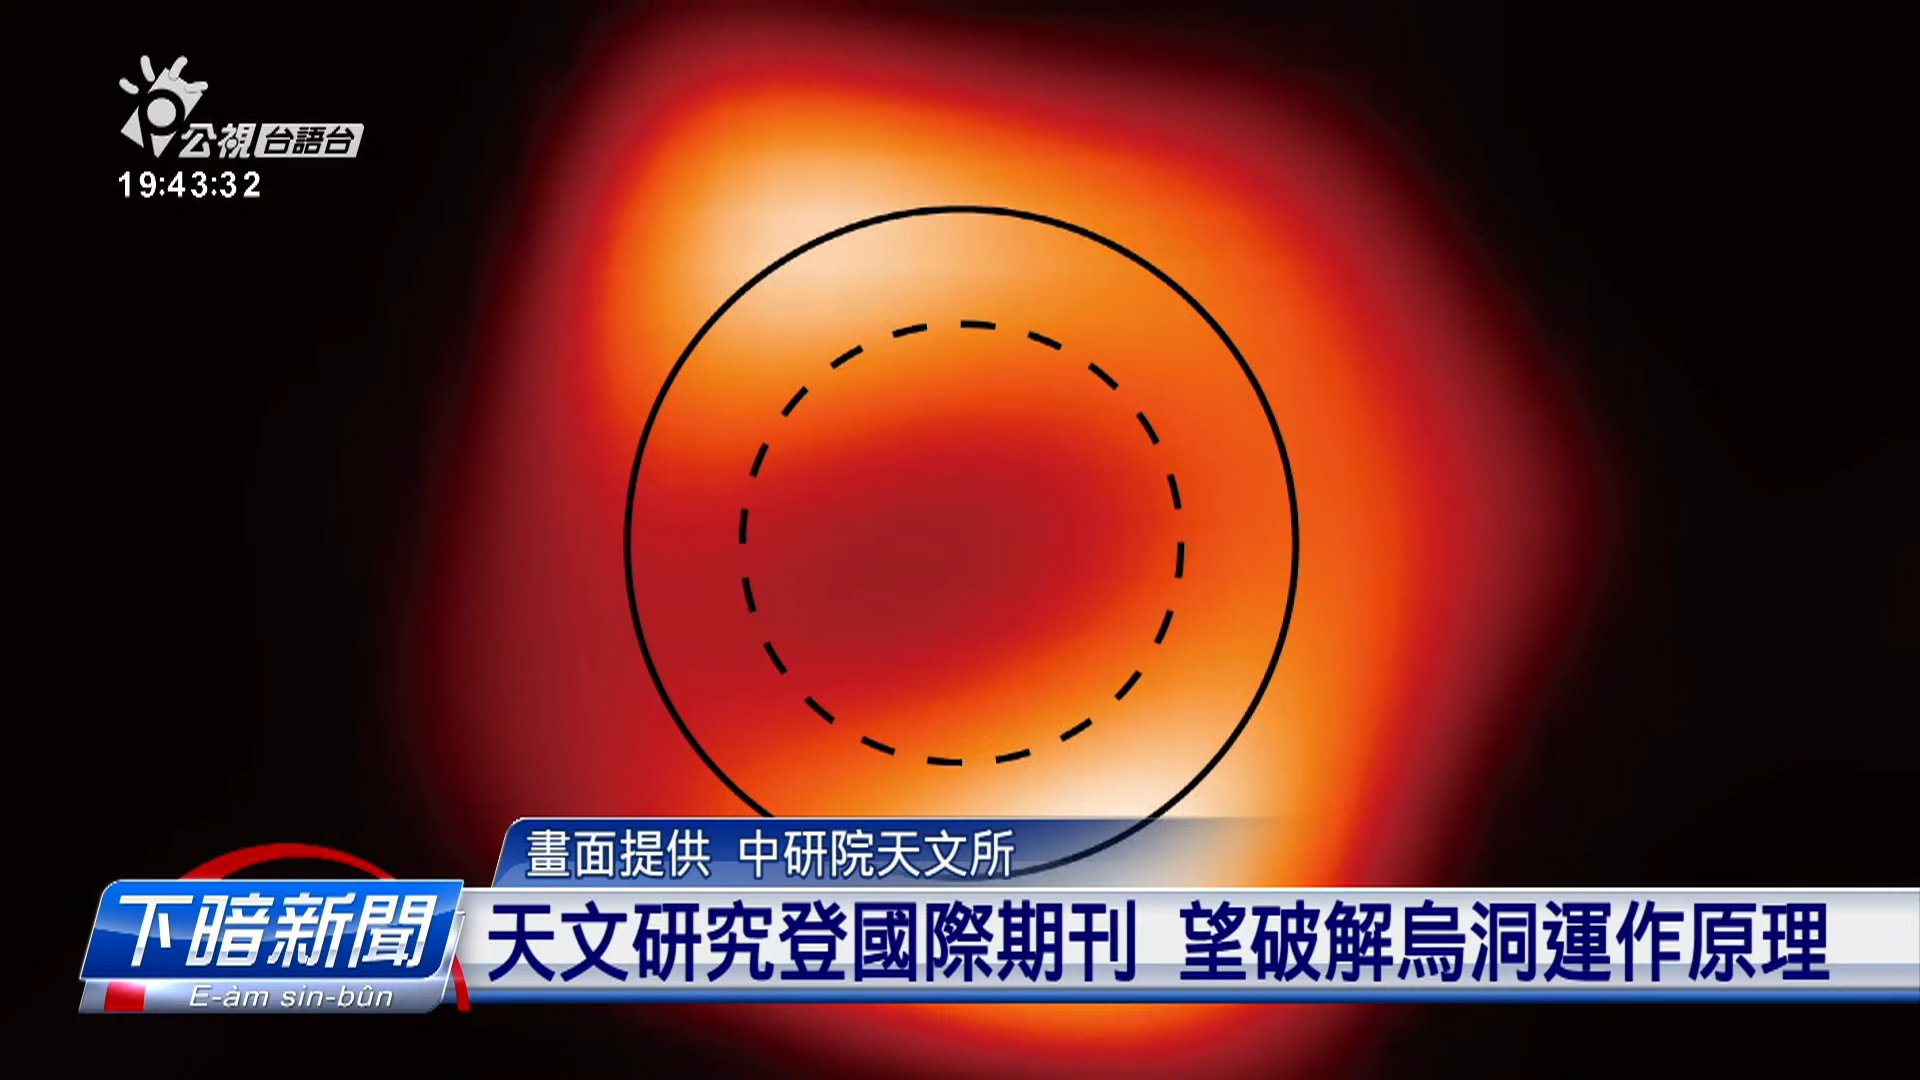 公視台語台
19:43:32
畫面提供 中研院天文所
下暗新聞
E-àm sin-bûn
天文研究登國際期刊 望破解烏洞運作原理